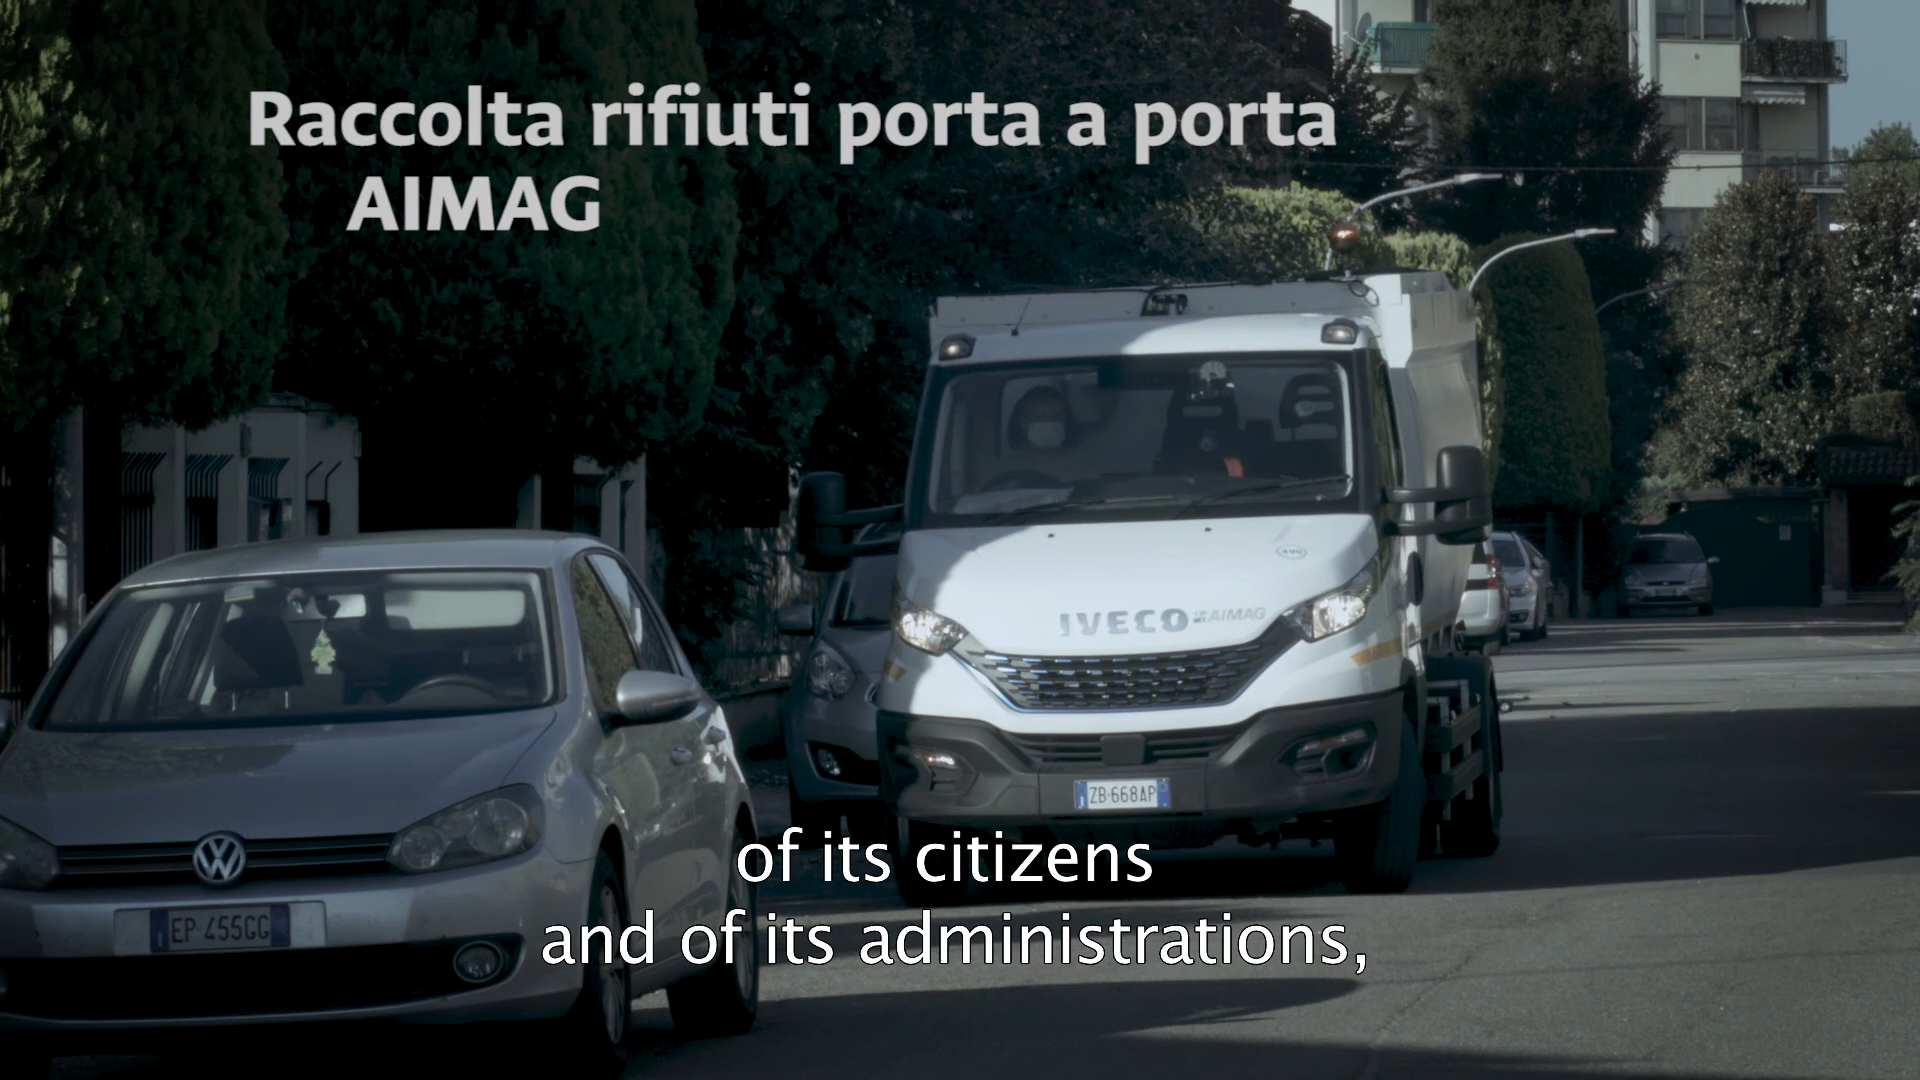 Raccolta rifiuti porta a porta
AIMAG
IVECO AIMAG
ZB·668AP
EP·455GG
of its citizens
and of its administrations,